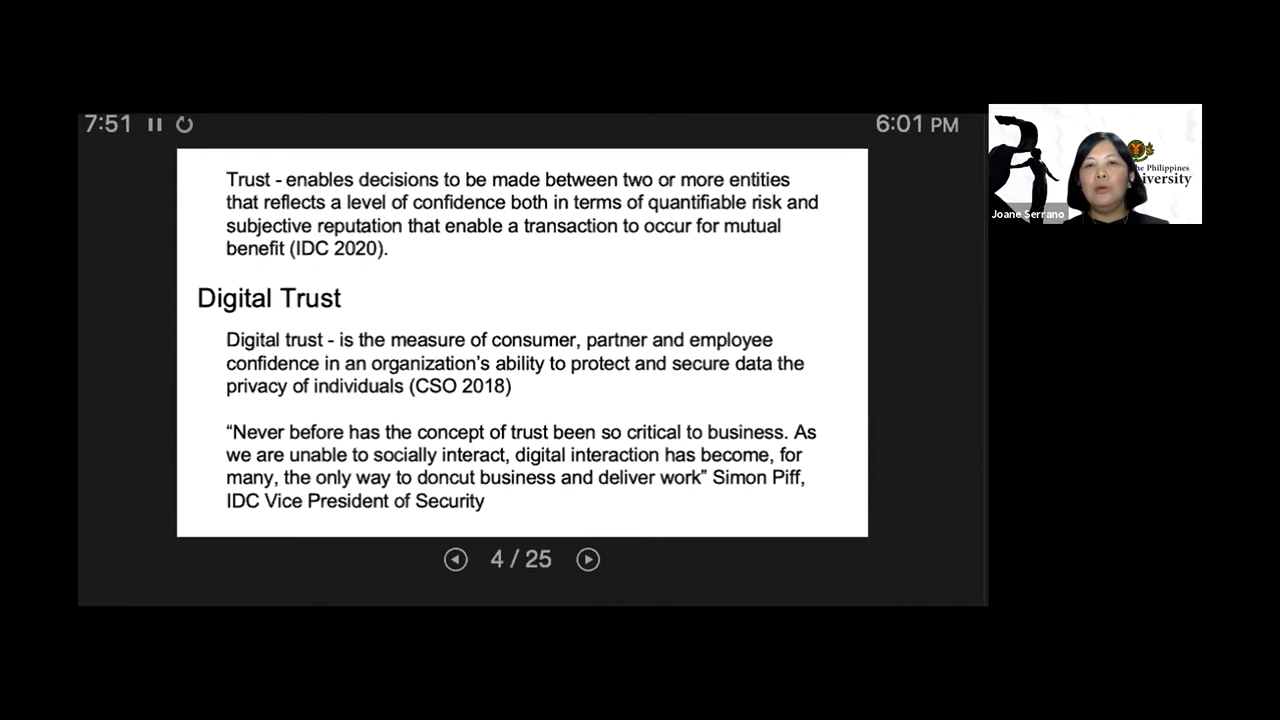 7:51
6:01 PM
Trust - enables decisions to be made between two or more entities
that reflects a level of confidence both in terms of quantifiable risk and
subjective reputation that enable a transaction to occur for mutual
benefit (IDC 2020).
Digital Trust
Digital trust - is the measure of consumer, partner and employee
confidence in an organization’s ability to protect and secure data the
privacy of individuals (CSO 2018)
“Never before has the concept of trust been so critical to business. As
we are unable to socially interact, digital interaction has become, for
many, the only way to doncut business and deliver work” Simon Piff,
IDC Vice President of Security
4 / 25
Philippines
Joane Serrano